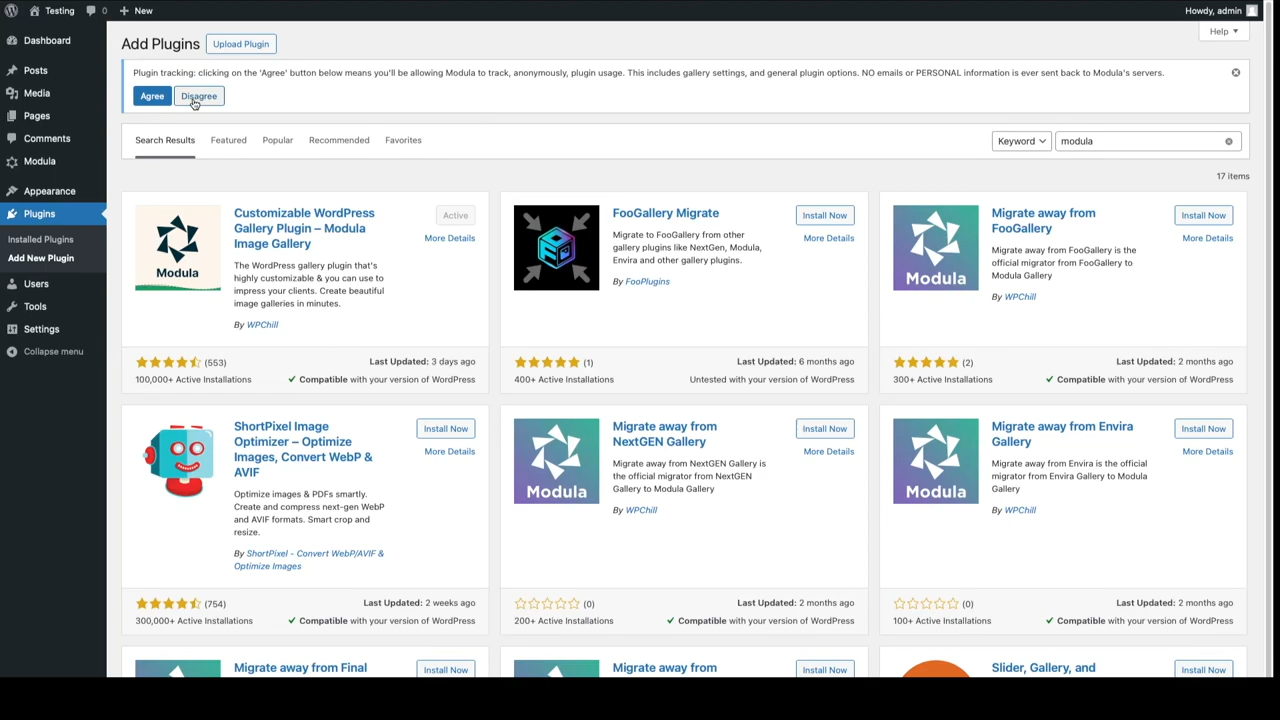 Testing
0
New
Howdy, admin
Dashboard
Posts
Media
Pages
Comments
Modula
Appearance
Plugins
Installed Plugins
Add New Plugin
Users
Tools
Settings
Collapse menu
Help
Add Plugins
Upload Plugin
Plugin tracking: clicking on the 'Agree' button below means you'll be allowing Modula to track, anonymously, plugin usage. This includes gallery settings, and general plugin options. NO emails or PERSONAL information is ever sent back to Modula's servers.
Agree
Disagree
Search Results
Featured
Popular
Recommended
Favorites
Keyword
modula
17 items
Modula
Customizable WordPress
Gallery Plugin – Modula
Image Gallery
Active
More Details
The WordPress gallery plugin that's
highly customizable & you can use to
impress your clients. Create beautiful
image galleries in minutes.
By WPChill
(553)
100,000+ Active Installations
Last Updated: 3 days ago
Compatible with your version of WordPress
FooGallery Migrate
Install Now
More Details
Migrate to FooGallery from other
gallery plugins like NextGen, Modula,
Envira and other gallery plugins.
By FooPlugins
(1)
400+ Active Installations
Last Updated: 6 months ago
Untested with your version of WordPress
Modula
Migrate away from
FooGallery
Install Now
More Details
Migrate away from FooGallery is the
official migrator from FooGallery to
Modula Gallery
By WPChill
(2)
300+ Active Installations
Last Updated: 2 months ago
Compatible with your version of WordPress
ShortPixel Image
Optimizer – Optimize
Images, Convert WebP &
AVIF
Install Now
More Details
Optimize images & PDFs smartly.
Create and compress next-gen WebP
and AVIF formats. Smart crop and
resize.
By ShortPixel - Convert WebP/AVIF &
Optimize Images
(754)
300,000+ Active Installations
Last Updated: 2 weeks ago
Compatible with your version of WordPress
Modula
Migrate away from
NextGEN Gallery
Install Now
More Details
Migrate away from NextGEN Gallery is
the official migrator from NextGEN
Gallery to Modula Gallery
By WPChill
(0)
200+ Active Installations
Last Updated: 2 months ago
Compatible with your version of WordPress
Modula
Migrate away from Envira
Gallery
Install Now
More Details
Migrate away from Envira is the official
migrator from Envira Gallery to Modula
Gallery
By WPChill
(0)
100+ Active Installations
Last Updated: 2 months ago
Compatible with your version of WordPress
Migrate away from Final
Install Now
Migrate away from
Install Now
Slider, Gallery, and
Install Now